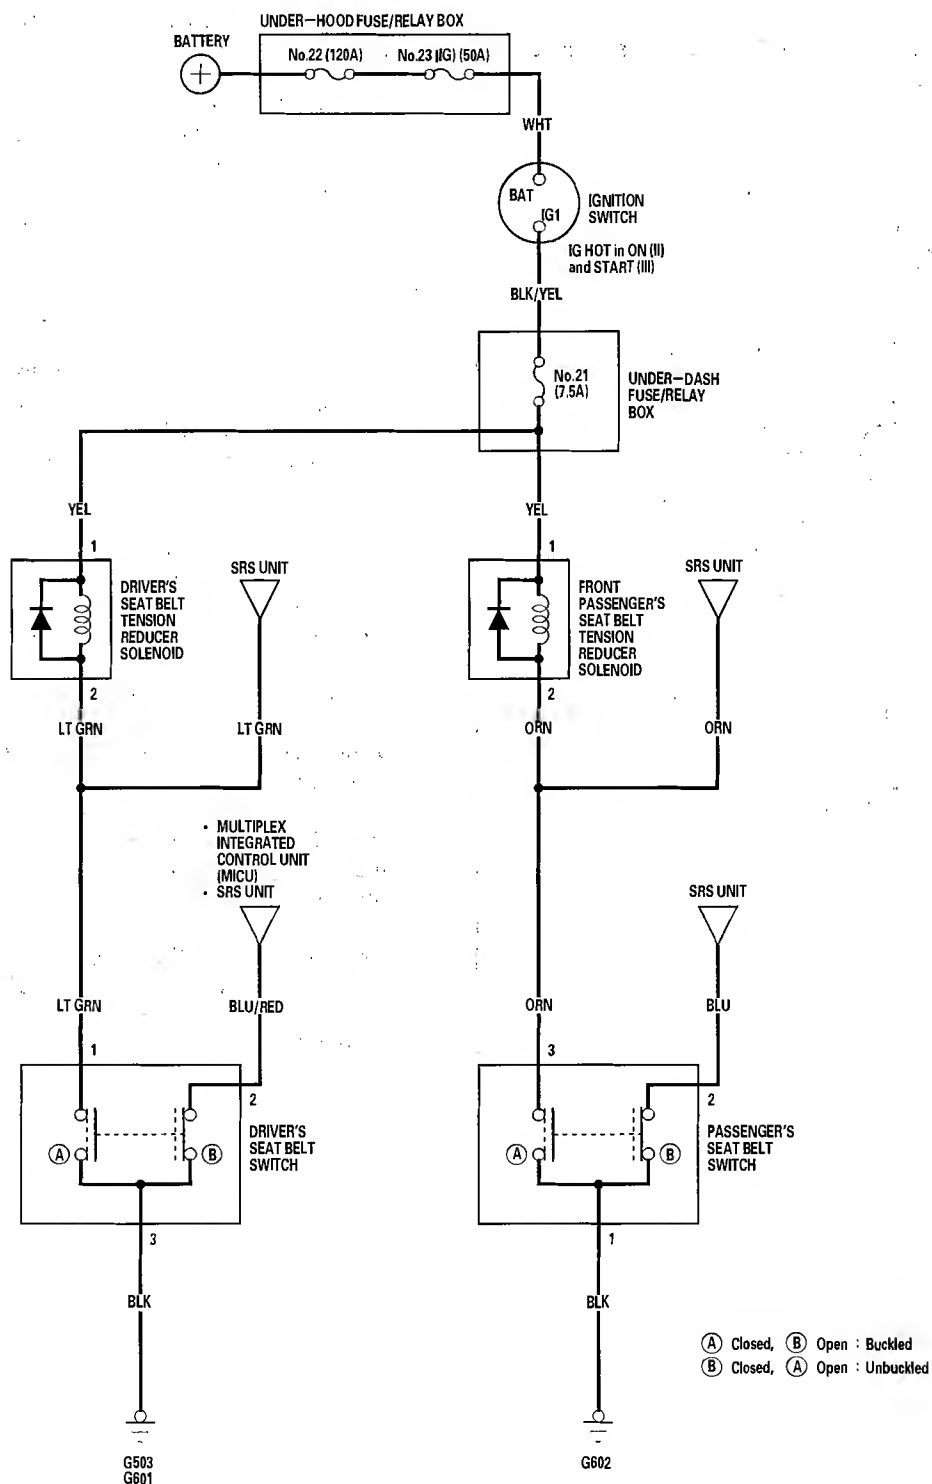 UNDER-HOOD FUSE/RELAY BOX
BATTERY
No.22 (120A)
No.23 (IG) (50A)
WHT
BAT
IG1
IGNITION
SWITCH
IG HOT in ON (II)
and START (III)
BLK/YEL
No.21
(7.5A)
UNDER-DASH
FUSE/RELAY
BOX
YEL
YEL
1
1
DRIVER'S
SEAT BELT
TENSION
REDUCER
SOLENOID
SRS UNIT
FRONT
PASSENGER'S
SEAT BELT
TENSION
REDUCER
SOLENOID
SRS UNIT
2
2
LT GRN
LT GRN
ORN
ORN
• MULTIPLEX
INTEGRATED
CONTROL UNIT
(MICU)
• SRS UNIT
SRS UNIT
LT GRN
BLU/RED
ORN
BLU
1
3
2
2
A
B
DRIVER'S
SEAT BELT
SWITCH
A
B
PASSENGER'S
SEAT BELT
SWITCH
3
1
BLK
BLK
A Closed, B Open : Buckled
B Closed, A Open : Unbuckled
G503
G601
G602